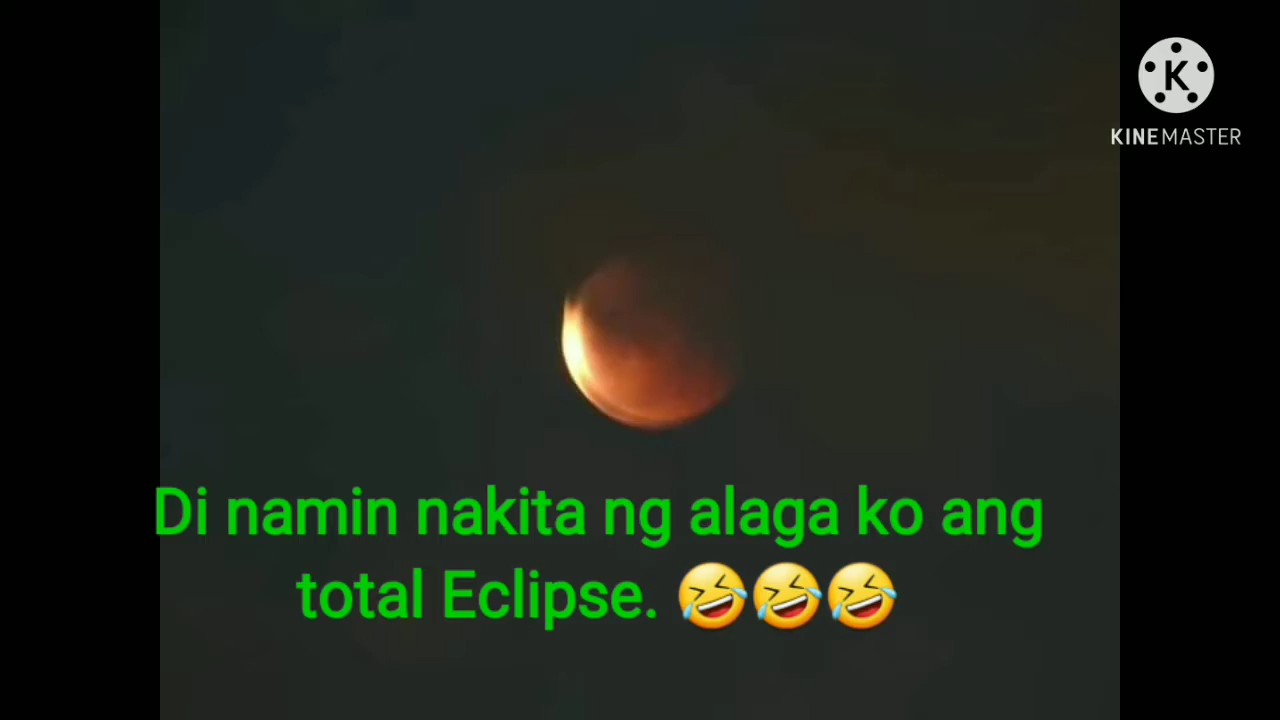 KINEMASTER
Di namin nakita ng alaga ko ang
total Eclipse. 🤣🤣🤣